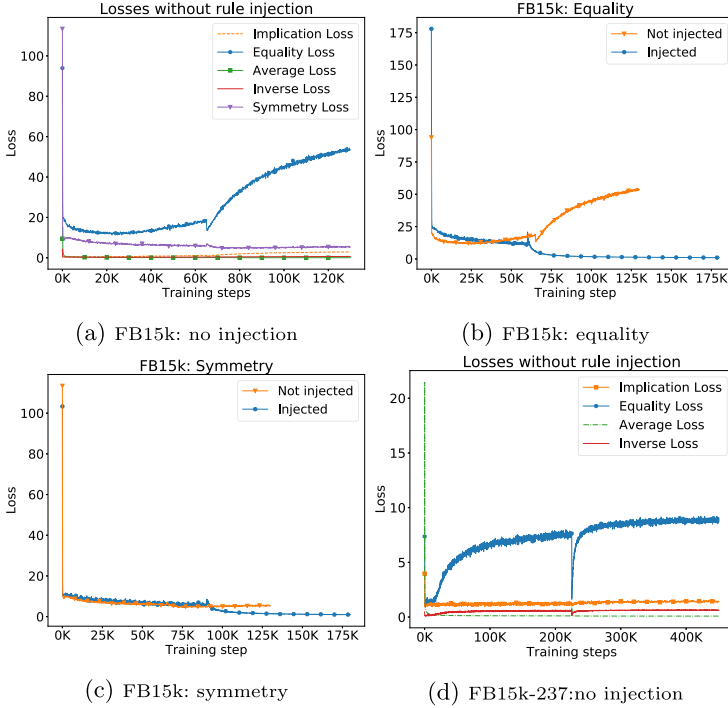 Losses without rule injection
Loss
100
80
60
40
20
0
Implication Loss
Equality Loss
Average Loss
Inverse Loss
Symmetry Loss
0K 20K 40K 60K 80K 100K 120K
Training step
(a) FB15k: no injection
FB15k: Equality
Loss
175
150
125
100
75
50
25
0
Not injected
Injected
0K 25K 50K 75K 100K 125K 150K 175K
Training step
(b) FB15k: equality
FB15k: Symmetry
Loss
100
80
60
40
20
0
Not injected
Injected
0K 25K 50K 75K 100K 125K 150K 175K
Training step
(c) FB15k: symmetry
Losses without rule injection
Loss
20
15
10
5
0
Implication Loss
Equality Loss
Average Loss
Inverse Loss
0K 100K 200K 300K 400K
Training steps
(d) FB15k-237:no injection